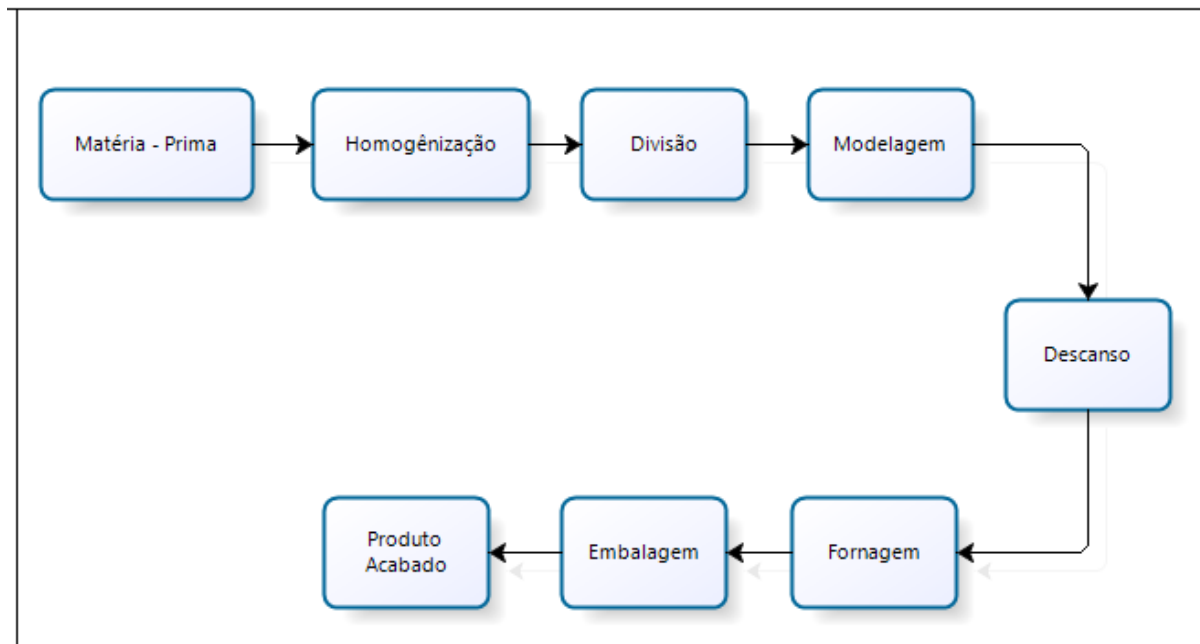 Matéria - Prima
Homogênização
Divisão
Modelagem
Descanso
Fornagem
Embalagem
Produto
Acabado